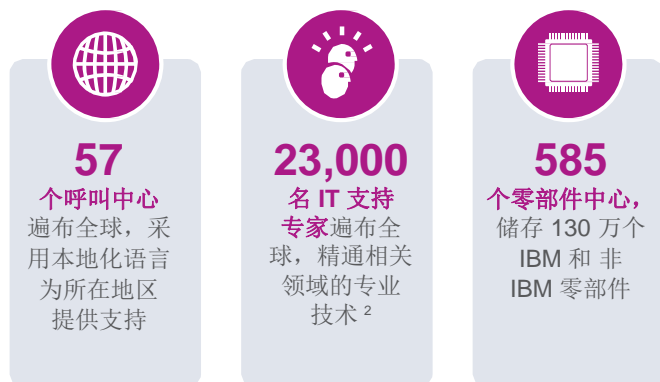 57
个呼叫中心
遍布全球，采
用本地化语言
为所在地区
提供支持
23,000
名 IT 支持
专家遍布全
球，精通相关
领域的专业
技术 ²
585
个零部件中心，
储存 130 万个
IBM 和 非
IBM 零部件